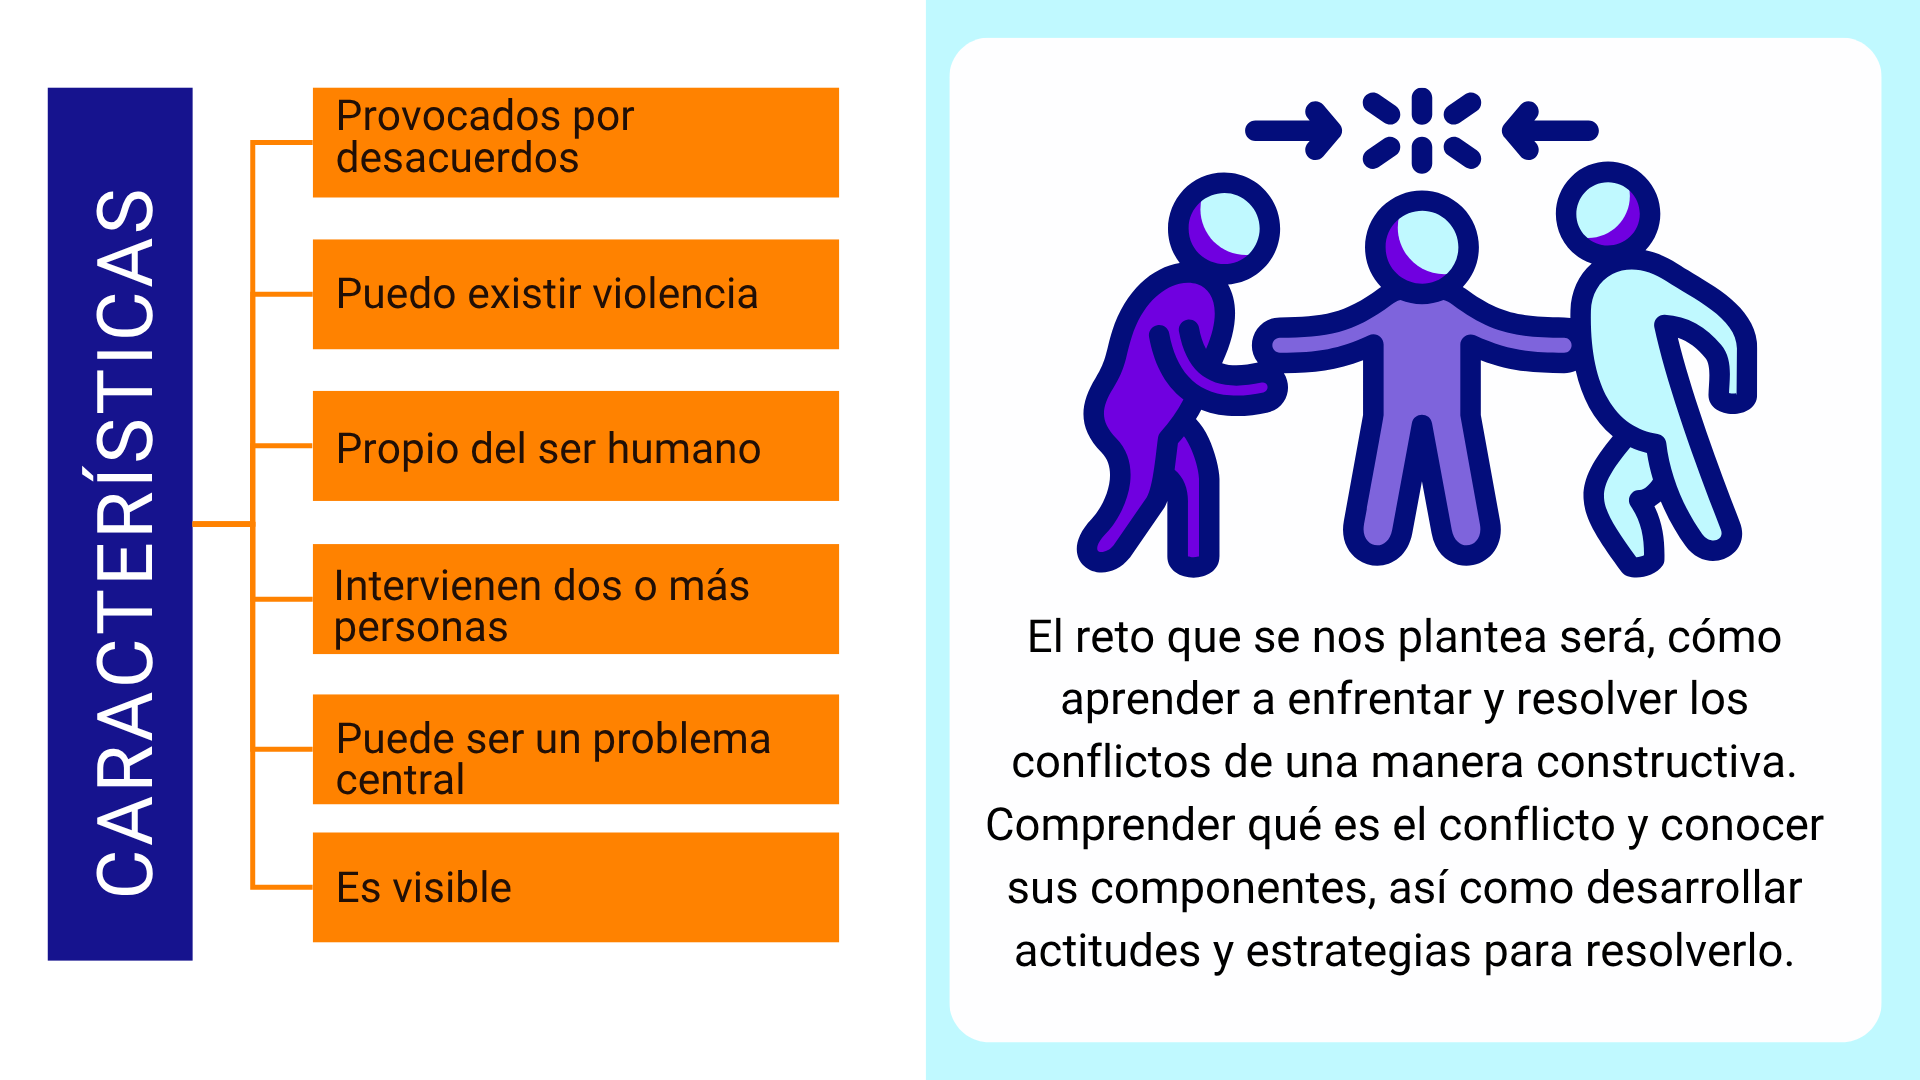 CARACTERÍSTICAS
Provocados por
desacuerdos
Puedo existir violencia
Propio del ser humano
Intervienen dos o más
personas
Puede ser un problema
central
Es visible
El reto que se nos plantea será, cómo
aprender a enfrentar y resolver los
conflictos de una manera constructiva.
Comprender qué es el conflicto y conocer
sus componentes, así como desarrollar
actitudes y estrategias para resolverlo.